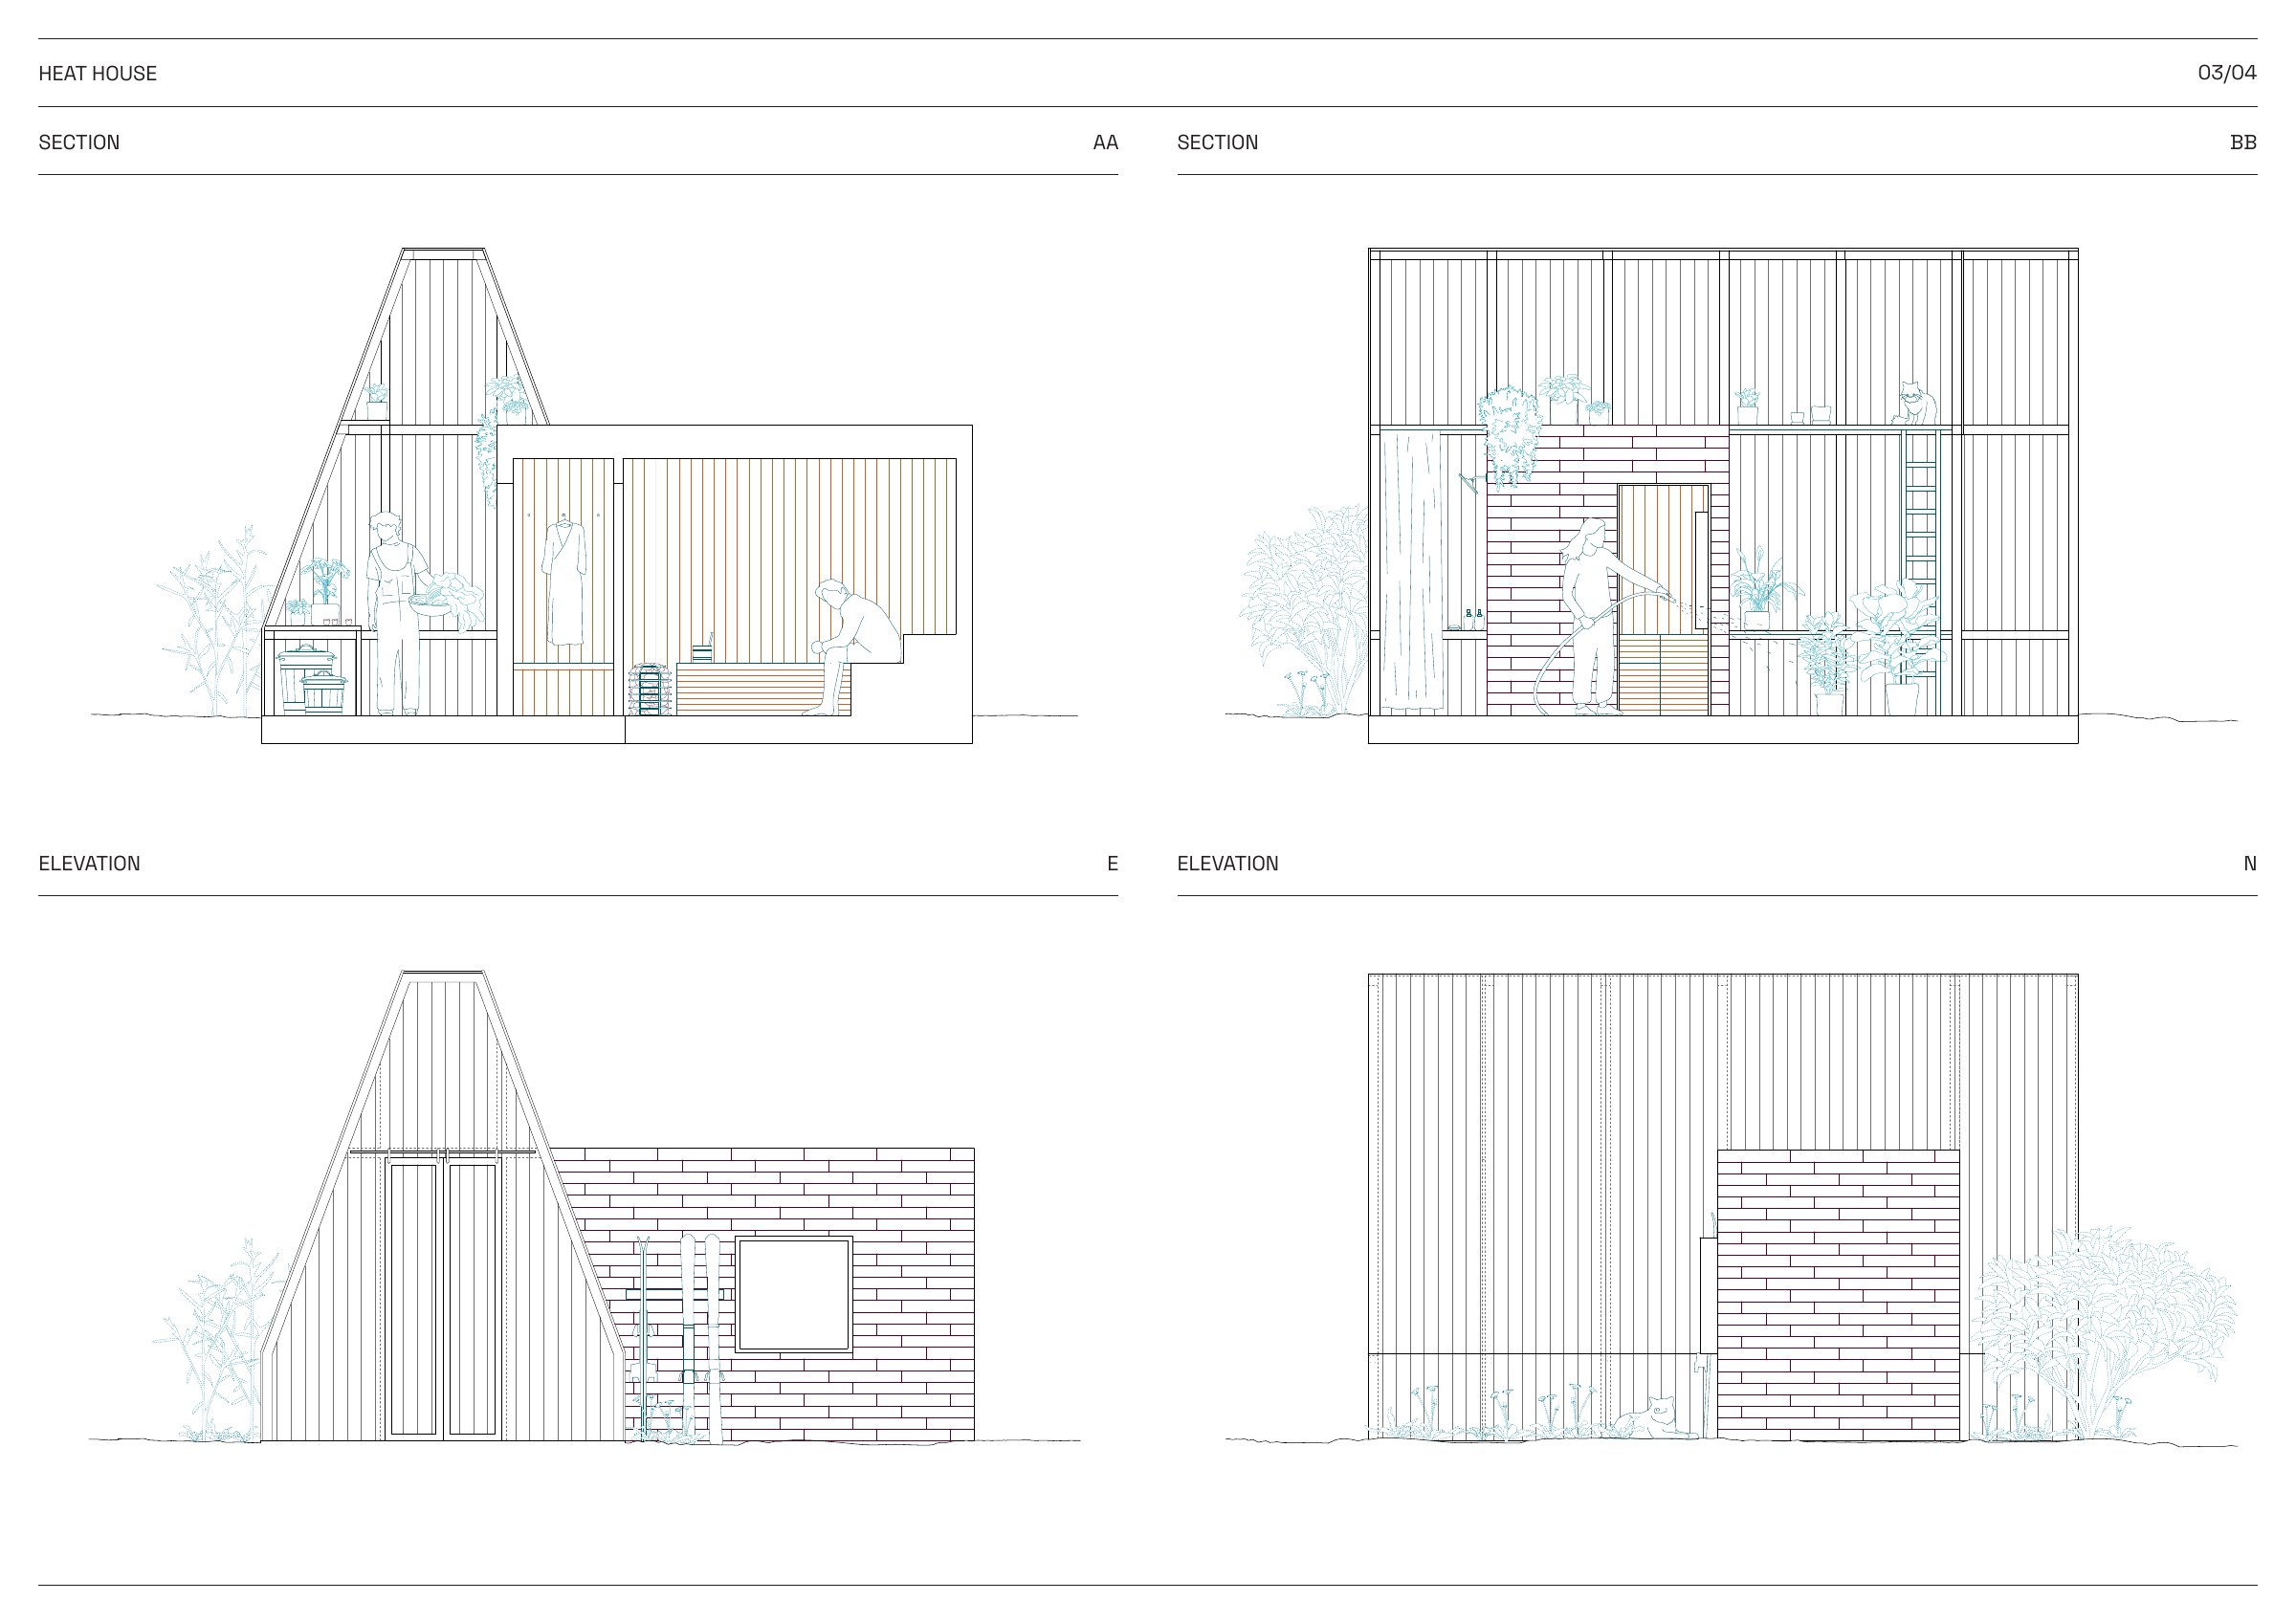 HEAT HOUSE 03/04
SECTION AA
SECTION BB
ELEVATION E
ELEVATION N